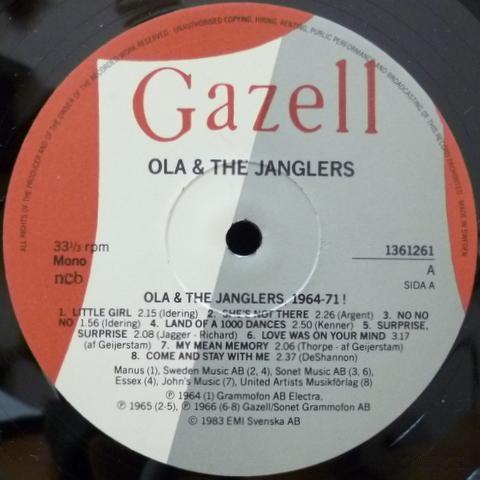 ALL RIGHTS OF THE PRODUCER AND OF THE OWNER OF THE RECORDED WORK RESERVED. UNAUTHORISED COPYING, HIRING, RENTING, PUBLIC PERFORMANCE AND BROADCASTING OF THIS RECORD PROHIBITED. MADE IN SWEDEN
Gazell
OLA & THE JANGLERS
33⅓ rpm
Mono
ncb
1361261
A
SIDA A
OLA & THE JANGLERS 1964-71!
1. LITTLE GIRL 2.15 (Idering) 2. SHE'S NOT THERE 2.26 (Argent) 3. NO NO
NO 1.56 (Idering) 4. LAND OF A 1000 DANCES 2.50 (Kenner) 5. SURPRISE,
SURPRISE 2.08 (Jagger - Richard) 6. LOVE WAS ON YOUR MIND 3.17
(af Geijerstam) 7. MY MEAN MEMORY 2.06 (Thorpe - af Geijerstam)
8. COME AND STAY WITH ME 2.37 (DeShannon)
Manus (1), Sweden Music AB (2, 4), Sonet Music AB (3, 6),
Essex (4), John's Music (7), United Artists Musikförlag (8)
℗ 1964 (1) Grammofon AB Electra,
℗ 1965 (2-5), ℗ 1966 (6-8) Gazell/Sonet Grammofon AB
© 1983 EMI Svenska AB